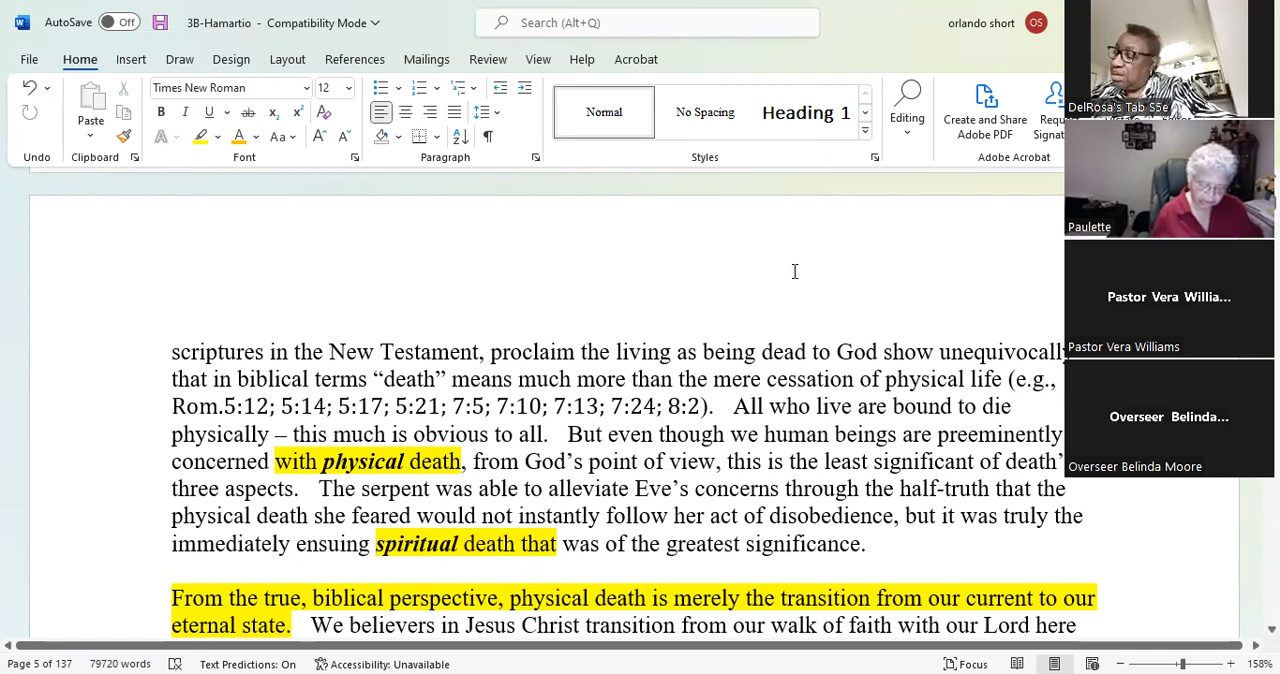 AutoSave Off 3B-Hamartio - Compatibility Mode Search (Alt+Q) orlando short OS
File Home Insert Draw Design Layout References Mailings Review View Help Acrobat
Times New Roman 12
Paste
Normal No Spacing Heading 1
Editing
Create and Share Adobe PDF
Undo Clipboard Font Paragraph Styles Adobe Acrobat
DelRosa's Tab S5e
Paulette
Pastor Vera Willia...
Pastor Vera Williams
Overseer Belinda...
Overseer Belinda Moore
scriptures in the New Testament, proclaim the living as being dead to God show unequivocally
that in biblical terms “death” means much more than the mere cessation of physical life (e.g.,
Rom.5:12; 5:14; 5:17; 5:21; 7:5; 7:10; 7:13; 7:24; 8:2). All who live are bound to die
physically – this much is obvious to all. But even though we human beings are preeminently
concerned with physical death, from God’s point of view, this is the least significant of death’
three aspects. The serpent was able to alleviate Eve’s concerns through the half-truth that the
physical death she feared would not instantly follow her act of disobedience, but it was truly the
immediately ensuing spiritual death that was of the greatest significance.
From the true, biblical perspective, physical death is merely the transition from our current to our
eternal state. We believers in Jesus Christ transition from our walk of faith with our Lord here
Page 5 of 137 79720 words Text Predictions: On Accessibility: Unavailable Focus 158%